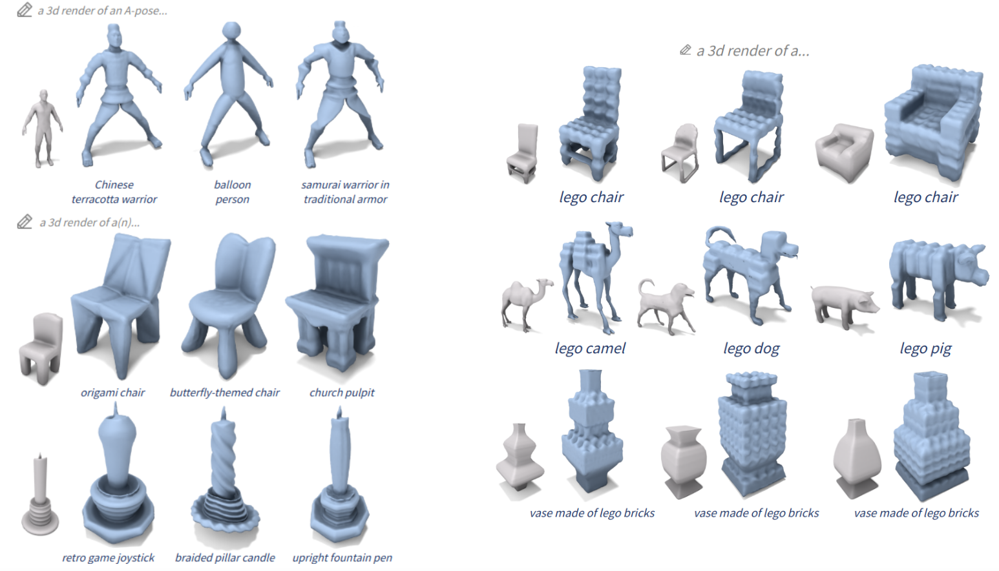 a 3d render of an A-pose...
Chinese
terracotta warrior
balloon
person
samurai warrior in
traditional armor
a 3d render of a(n)...
origami chair
butterfly-themed chair
church pulpit
retro game joystick
braided pillar candle
upright fountain pen
a 3d render of a...
lego chair
lego chair
lego chair
lego camel
lego dog
lego pig
vase made of lego bricks
vase made of lego bricks
vase made of lego bricks